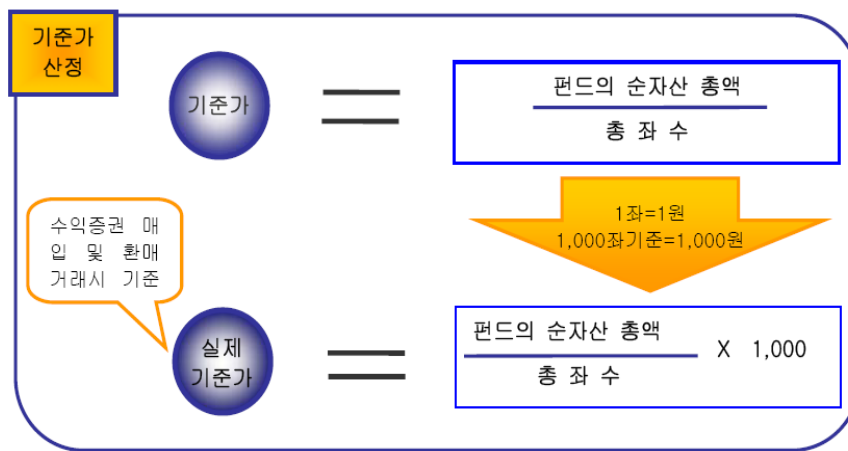 기준가
산정
기준가
펀드의 순자산 총액
총 좌 수
1좌=1원
1,000좌기준=1,000원
수익증권 매
입 및 환매
거래시 기준
실제
기준가
펀드의 순자산 총액
총 좌 수
X 1,000